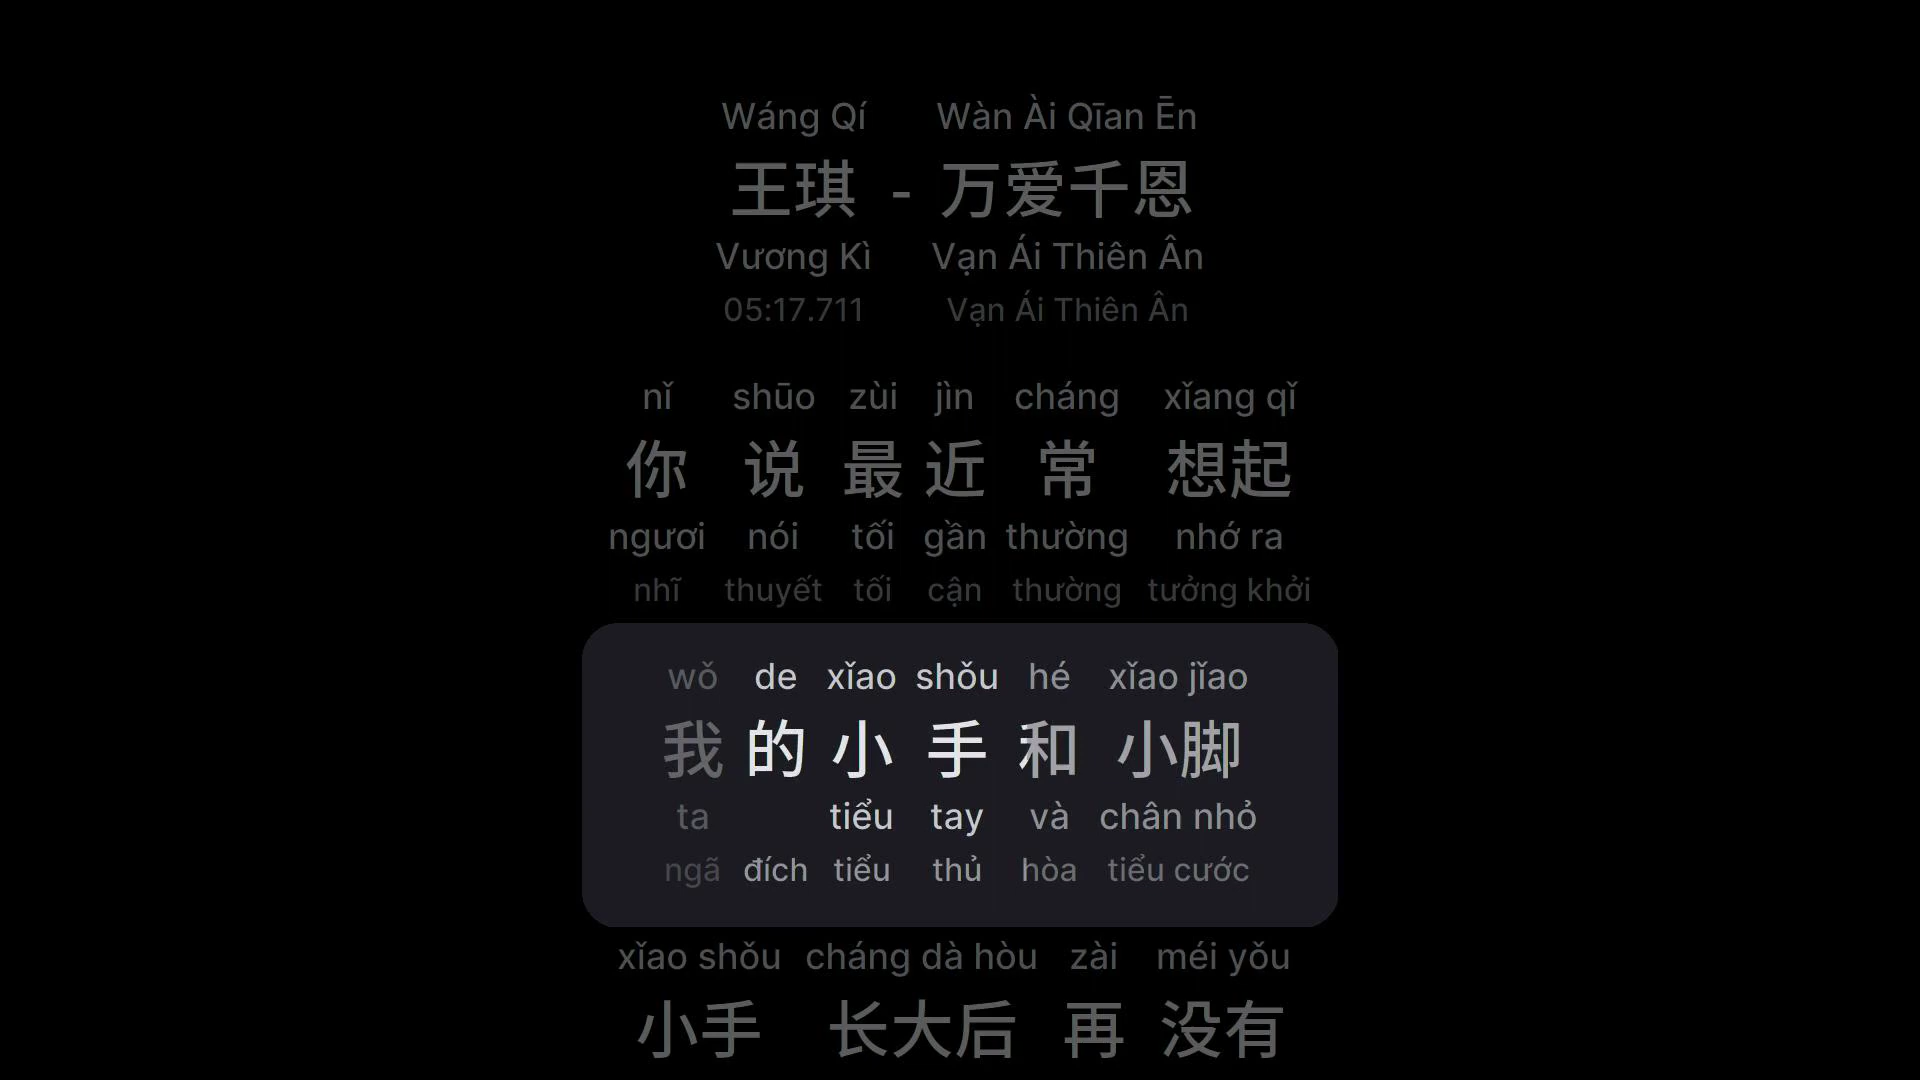 Wáng Qí Wàn Ài Qīan Ēn
王琪 - 万爱千恩
Vương Kì Vạn Ái Thiên Ân
05:17.711 Vạn Ái Thiên Ân
nǐ shūo zùi jìn cháng xǐang qǐ
你 说 最 近 常 想起
ngươi nói tối gần thường nhớ ra
nhĩ thuyết tối cận thường tưởng khởi
wǒ de xǐao shǒu hé xǐao jǐao
我 的 小 手 和 小脚
ta tiểu tay và chân nhỏ
ngã đích tiểu thủ hòa tiểu cước
xǐao shǒu cháng dà hòu zài méi yǒu
小手 长大后 再 没有